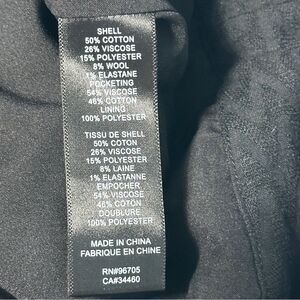 SHELL
50% COTTON
26% VISCOSE
15% POLYESTER
8% WOOL
1% ELASTANE
POCKETING
54% VISCOSE
46% COTTON
LINING
100% POLYESTER
TISSU DE SHELL
50% COTON
26% VISCOSE
15% POLYESTER
8% LAINE
1% ELASTANNE
EMPOCHER
54% VISCOSE
46% COTON
DOUBLURE
100% POLYESTER
MADE IN CHINA
FABRIQUE EN CHINE
RN#96705
CA#34460